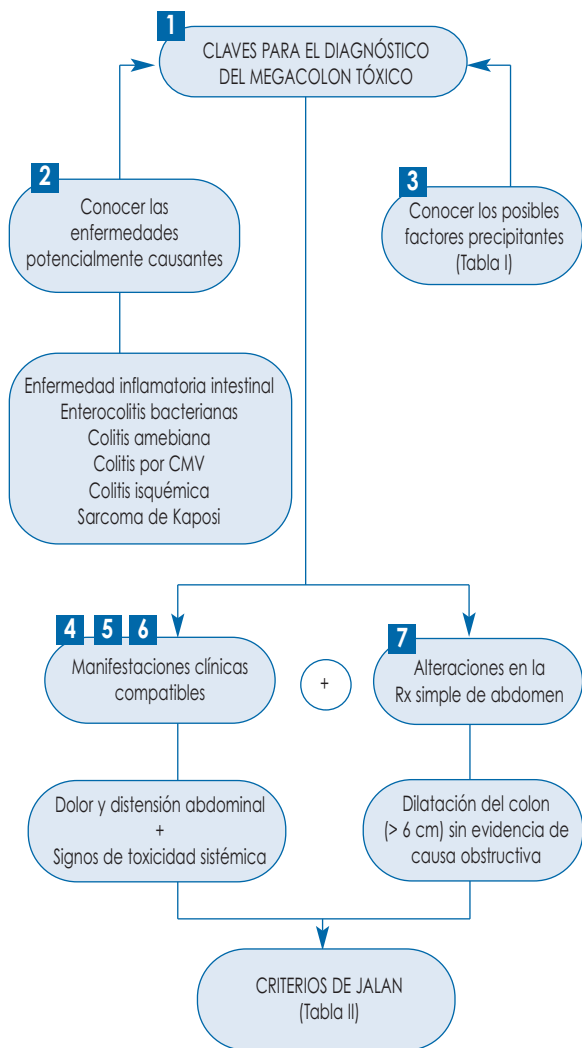 1
CLAVES PARA EL DIAGNÓSTICO
DEL MEGACOLON TÓXICO
2
Conocer las
enfermedades
potencialmente causantes
3
Conocer los posibles
factores precipitantes
(Tabla I)
Enfermedad inflamatoria intestinal
Enterocolitis bacterianas
Colitis amebiana
Colitis por CMV
Colitis isquémica
Sarcoma de Kaposi
4 5 6
Manifestaciones clínicas
compatibles
+
7
Alteraciones en la
Rx simple de abdomen
Dolor y distensión abdominal
+
Signos de toxicidad sistémica
Dilatación del colon
(> 6 cm) sin evidencia de
causa obstructiva
CRITERIOS DE JALAN
(Tabla II)